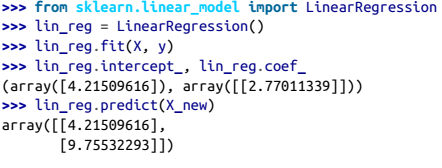 >>> from sklearn.linear_model import LinearRegression
>>> lin_reg = LinearRegression()
>>> lin_reg.fit(X, y)
>>> lin_reg.intercept_, lin_reg.coef_
(array([4.21509616]), array([[2.77011339]]))
>>> lin_reg.predict(X_new)
array([[4.21509616],
       [9.75532293]])